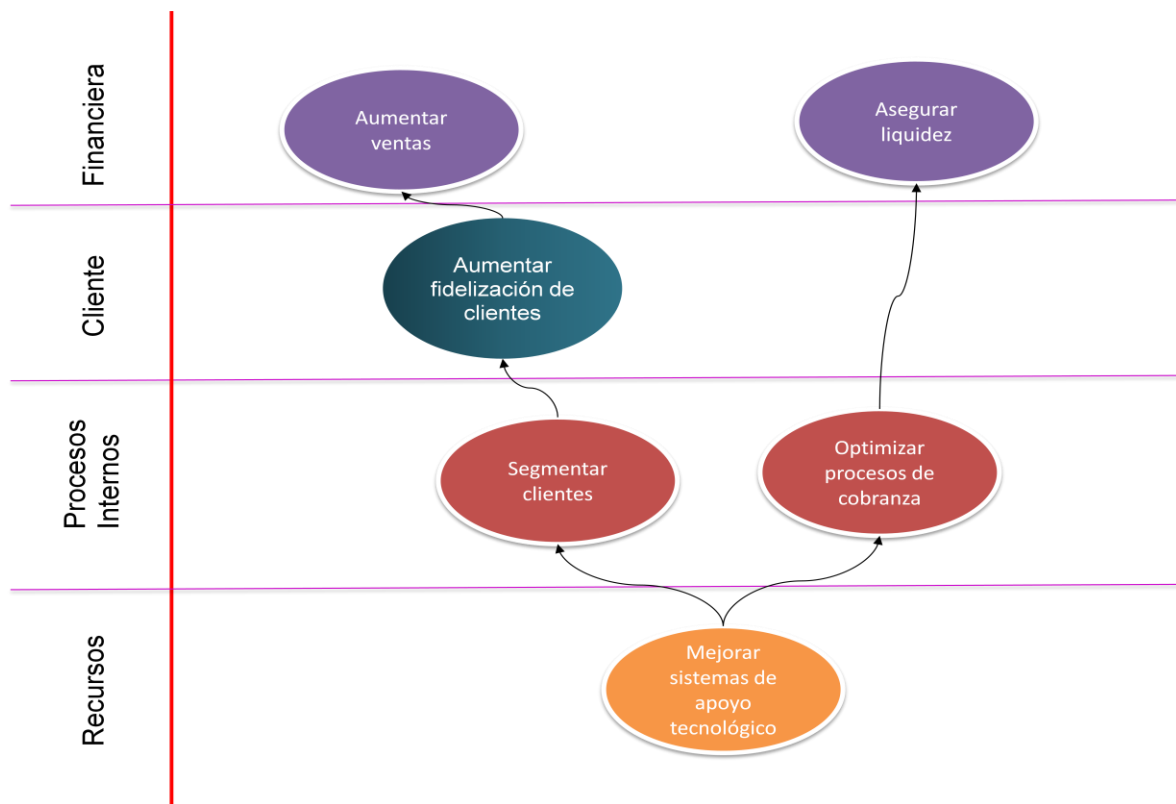 Financiera
Aumentar
ventas
Asegurar
liquidez
Cliente
Aumentar
fidelización de
clientes
Procesos
Internos
Segmentar
clientes
Optimizar
procesos de
cobranza
Recursos
Mejorar
sistemas de
apoyo
tecnológico